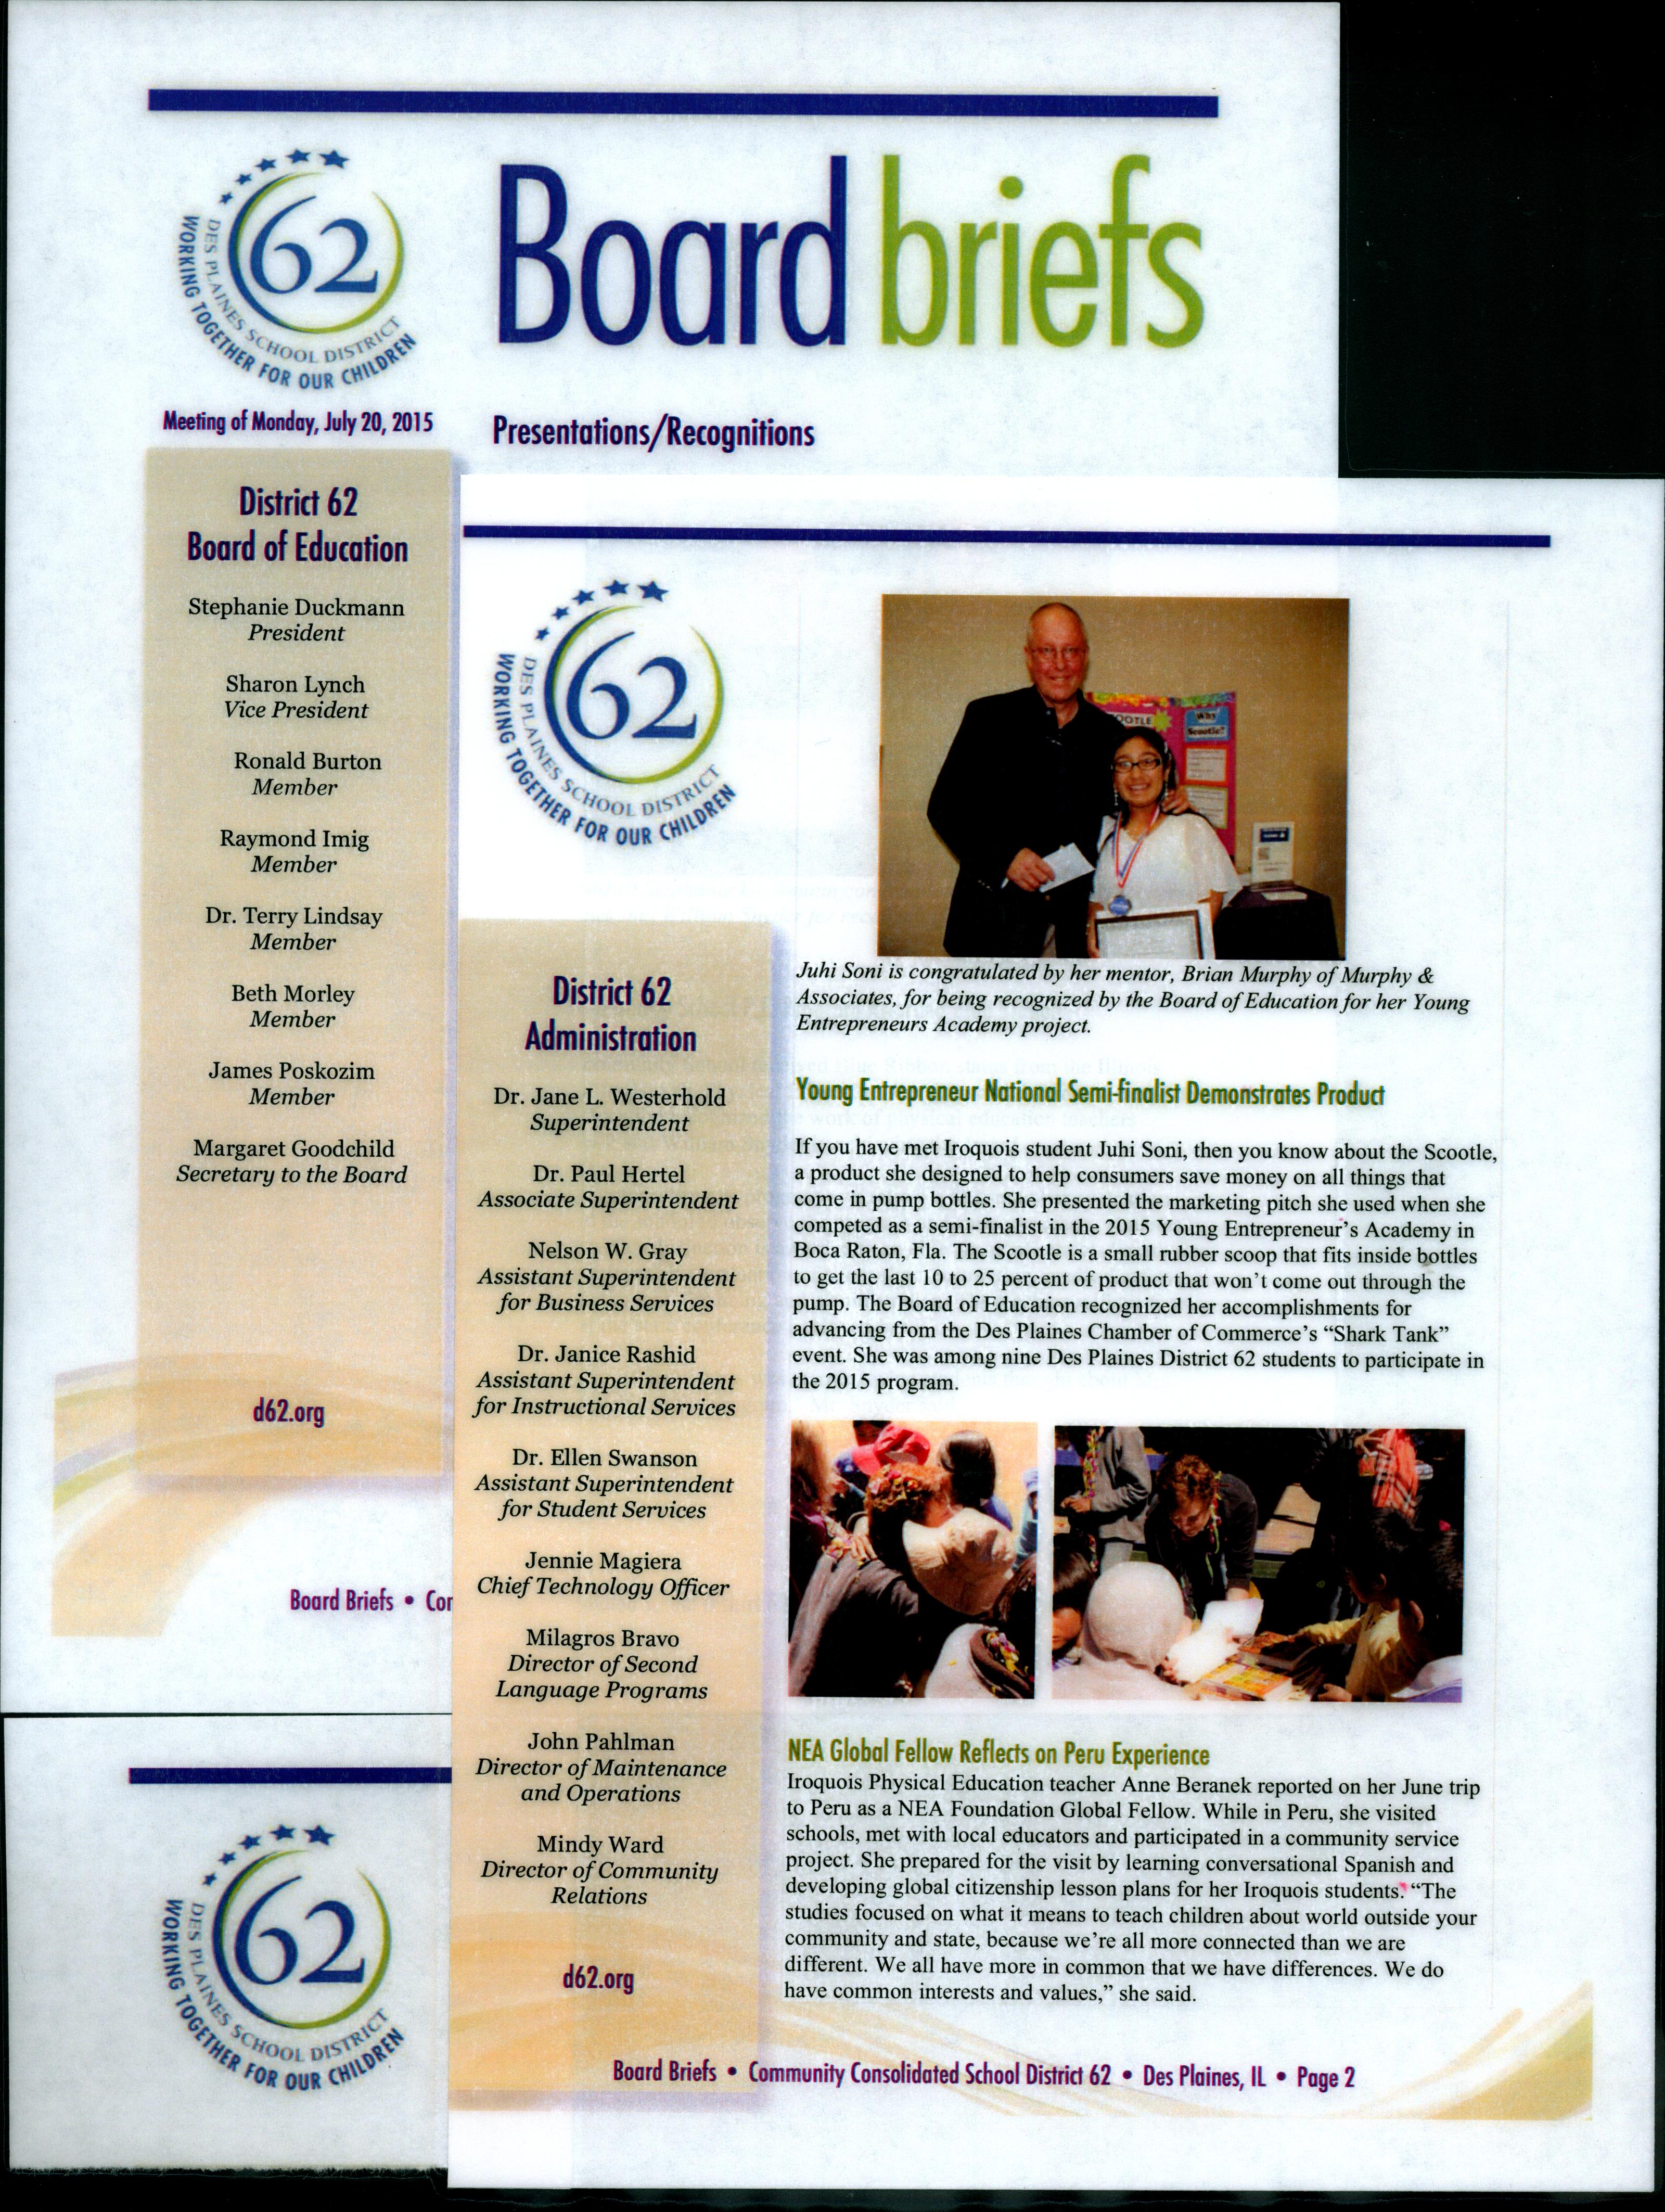 62
DES PLAINES SCHOOL DISTRICT
WORKING TOGETHER FOR OUR CHILDREN
Board briefs
Meeting of Monday, July 20, 2015
Presentations/Recognitions
District 62
Board of Education
Stephanie Duckmann
President
Sharon Lynch
Vice President
Ronald Burton
Member
Raymond Imig
Member
Dr. Terry Lindsay
Member
Beth Morley
Member
James Poskozim
Member
Margaret Goodchild
Secretary to the Board
d62.org
Board Briefs • Cor
62
DES PLAINES SCHOOL DISTRICT
WORKING TOGETHER FOR OUR CHILDREN
District 62
Administration
Dr. Jane L. Westerhold
Superintendent
Dr. Paul Hertel
Associate Superintendent
Nelson W. Gray
Assistant Superintendent
for Business Services
Dr. Janice Rashid
Assistant Superintendent
for Instructional Services
Dr. Ellen Swanson
Assistant Superintendent
for Student Services
Jennie Magiera
Chief Technology Officer
Milagros Bravo
Director of Second
Language Programs
John Pahlman
Director of Maintenance
and Operations
Mindy Ward
Director of Community
Relations
d62.org
OOTLE
Why
Scootle?
Juhi Soni is congratulated by her mentor, Brian Murphy of Murphy &
Associates, for being recognized by the Board of Education for her Young
Entrepreneurs Academy project.
Young Entrepreneur National Semi-finalist Demonstrates Product
If you have met Iroquois student Juhi Soni, then you know about the Scootle,
a product she designed to help consumers save money on all things that
come in pump bottles. She presented the marketing pitch she used when she
competed as a semi-finalist in the 2015 Young Entrepreneur's Academy in
Boca Raton, Fla. The Scootle is a small rubber scoop that fits inside bottles
to get the last 10 to 25 percent of product that won't come out through the
pump. The Board of Education recognized her accomplishments for
advancing from the Des Plaines Chamber of Commerce's “Shark Tank”
event. She was among nine Des Plaines District 62 students to participate in
the 2015 program.
NEA Global Fellow Reflects on Peru Experience
Iroquois Physical Education teacher Anne Beranek reported on her June trip
to Peru as a NEA Foundation Global Fellow. While in Peru, she visited
schools, met with local educators and participated in a community service
project. She prepared for the visit by learning conversational Spanish and
developing global citizenship lesson plans for her Iroquois students. “The
studies focused on what it means to teach children about world outside your
community and state, because we're all more connected than we are
different. We all have more in common that we have differences. We do
have common interests and values,” she said.
Board Briefs • Community Consolidated School District 62 • Des Plaines, IL • Page 2
62
DES PLAINES SCHOOL DISTRICT
WORKING TOGETHER FOR OUR CHILDREN